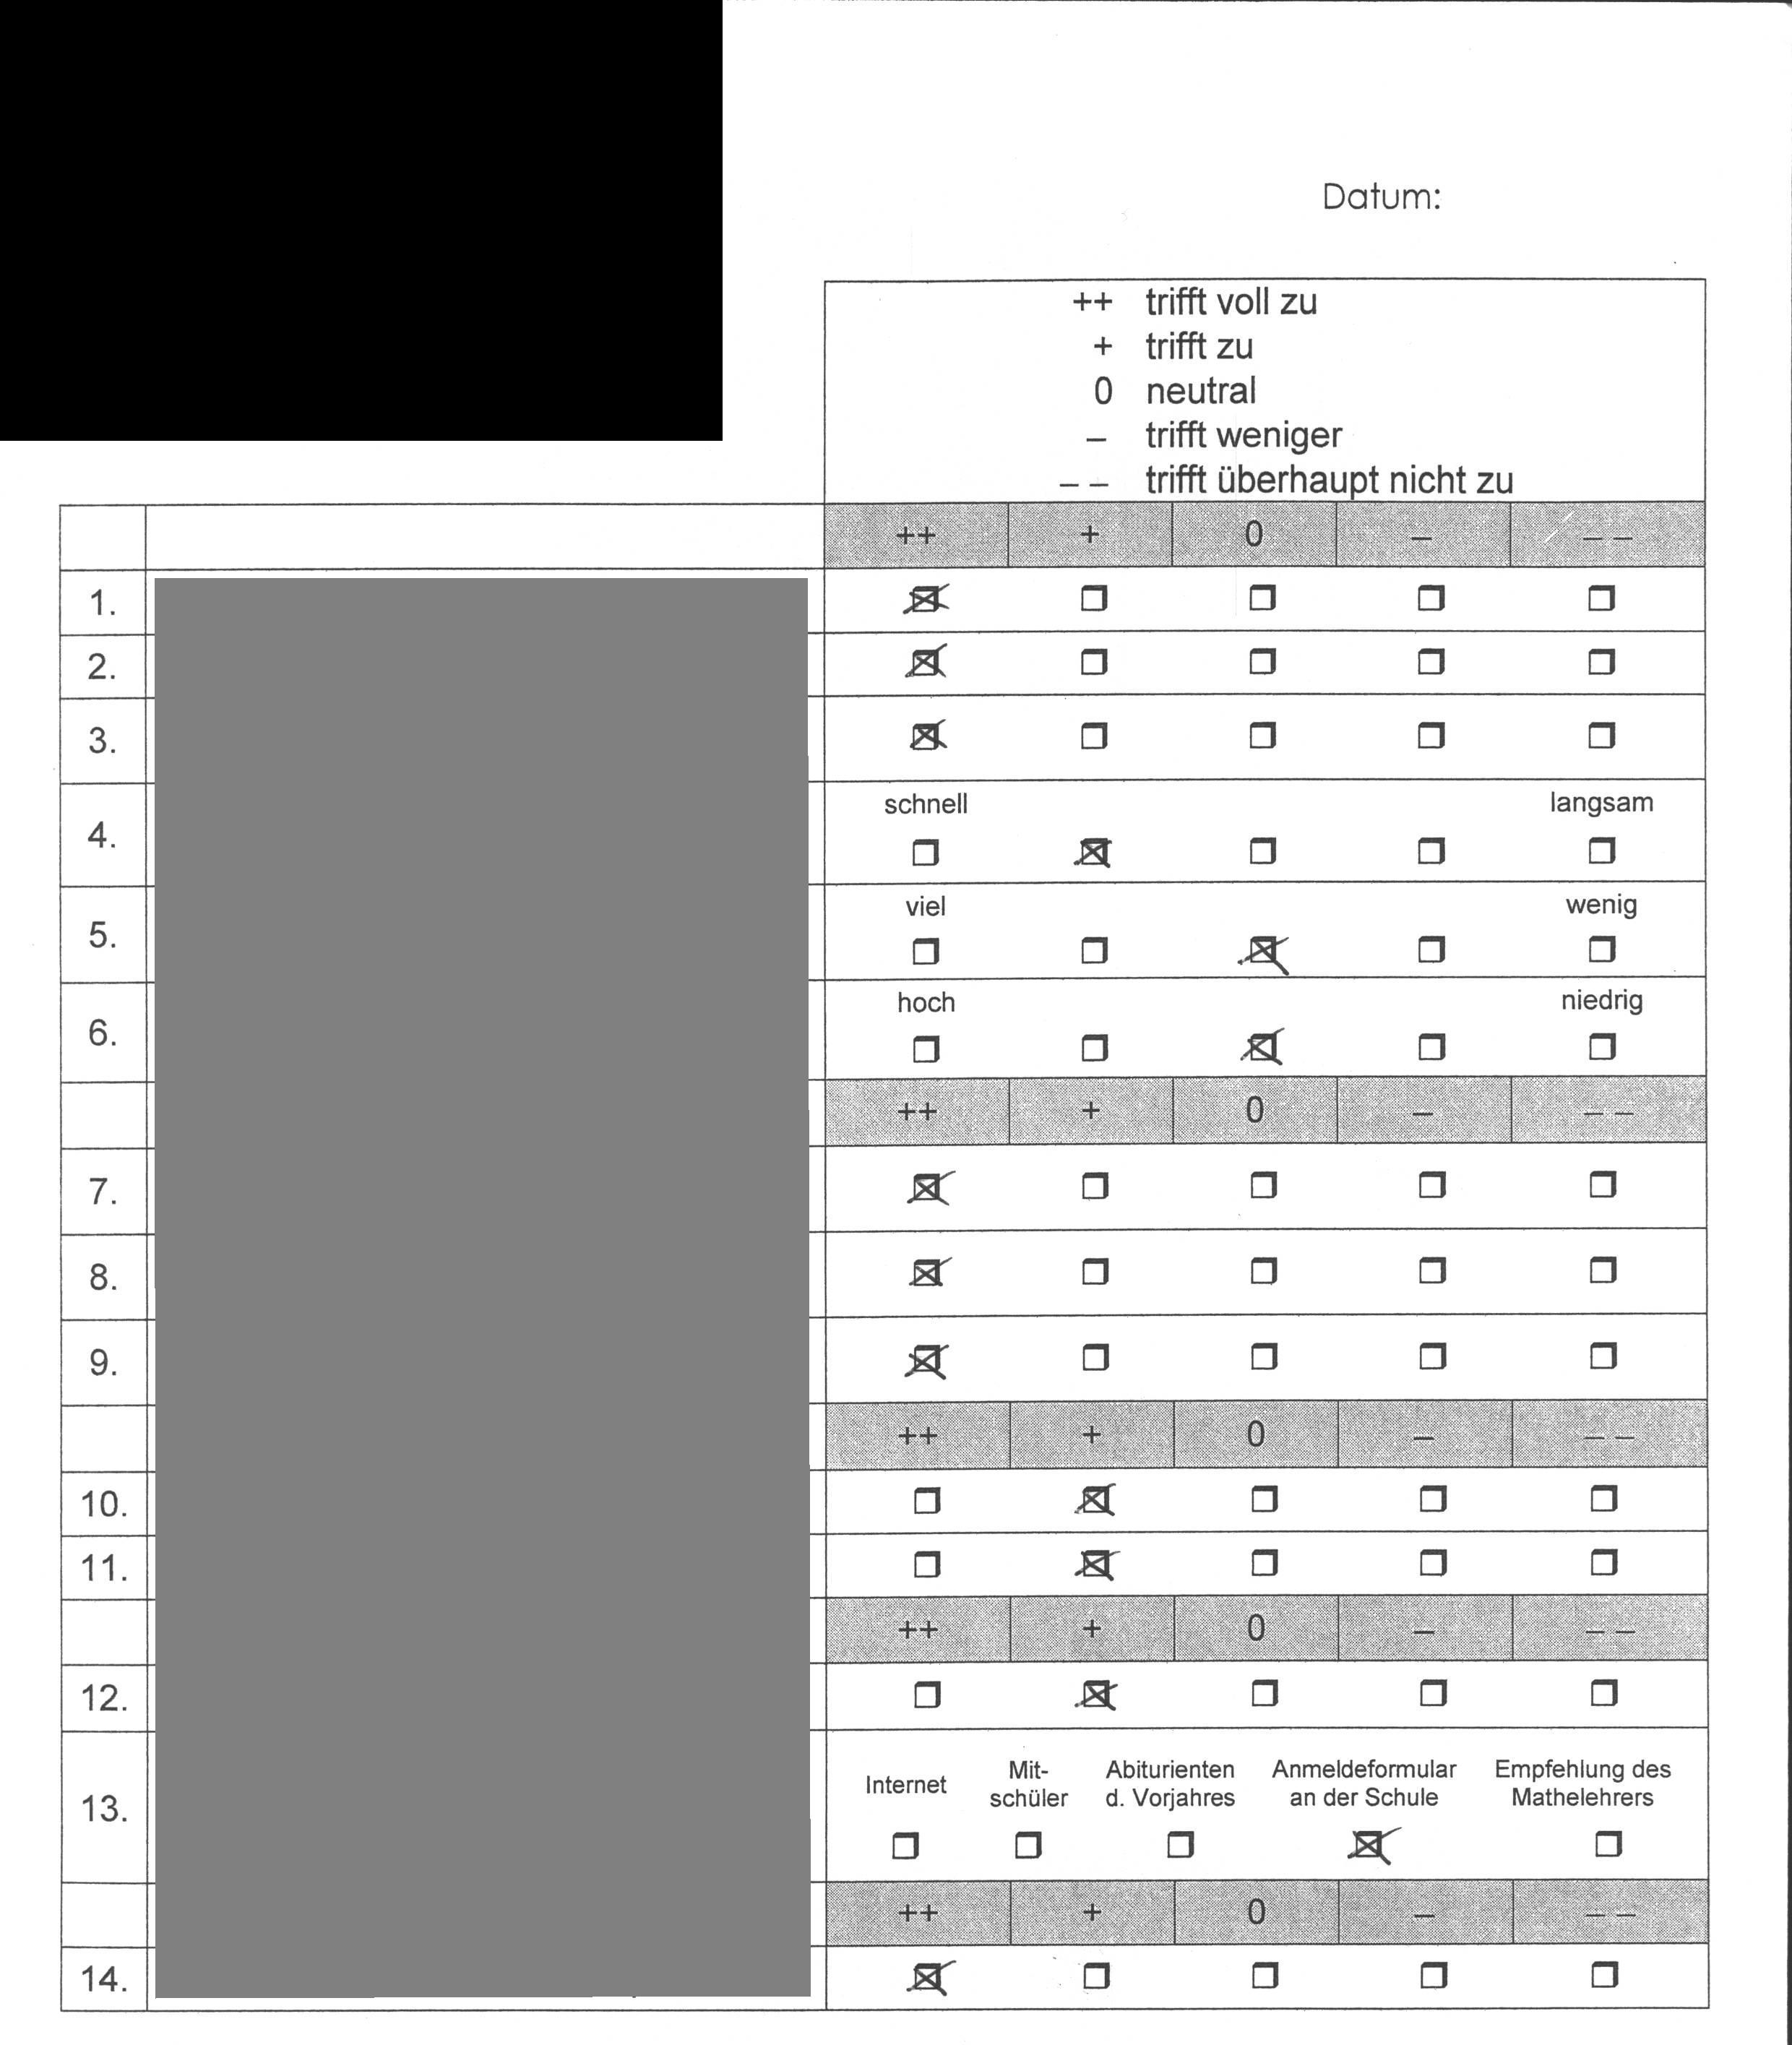 Datum:
++ trifft voll zu
+ trifft zu
0 neutral
– trifft weniger
– – trifft überhaupt nicht zu
++ + 0 – – –
1.
2.
3.
schnell langsam
4.
viel wenig
5.
hoch niedrig
6.
++ + 0 – – –
7.
8.
9.
++ + 0 – – –
10.
11.
++ + 0 – – –
12.
Internet Mit- Abiturienten Anmeldeformular Empfehlung des
schüler d. Vorjahres an der Schule Mathelehrers
13.
++ + 0 – – –
14.